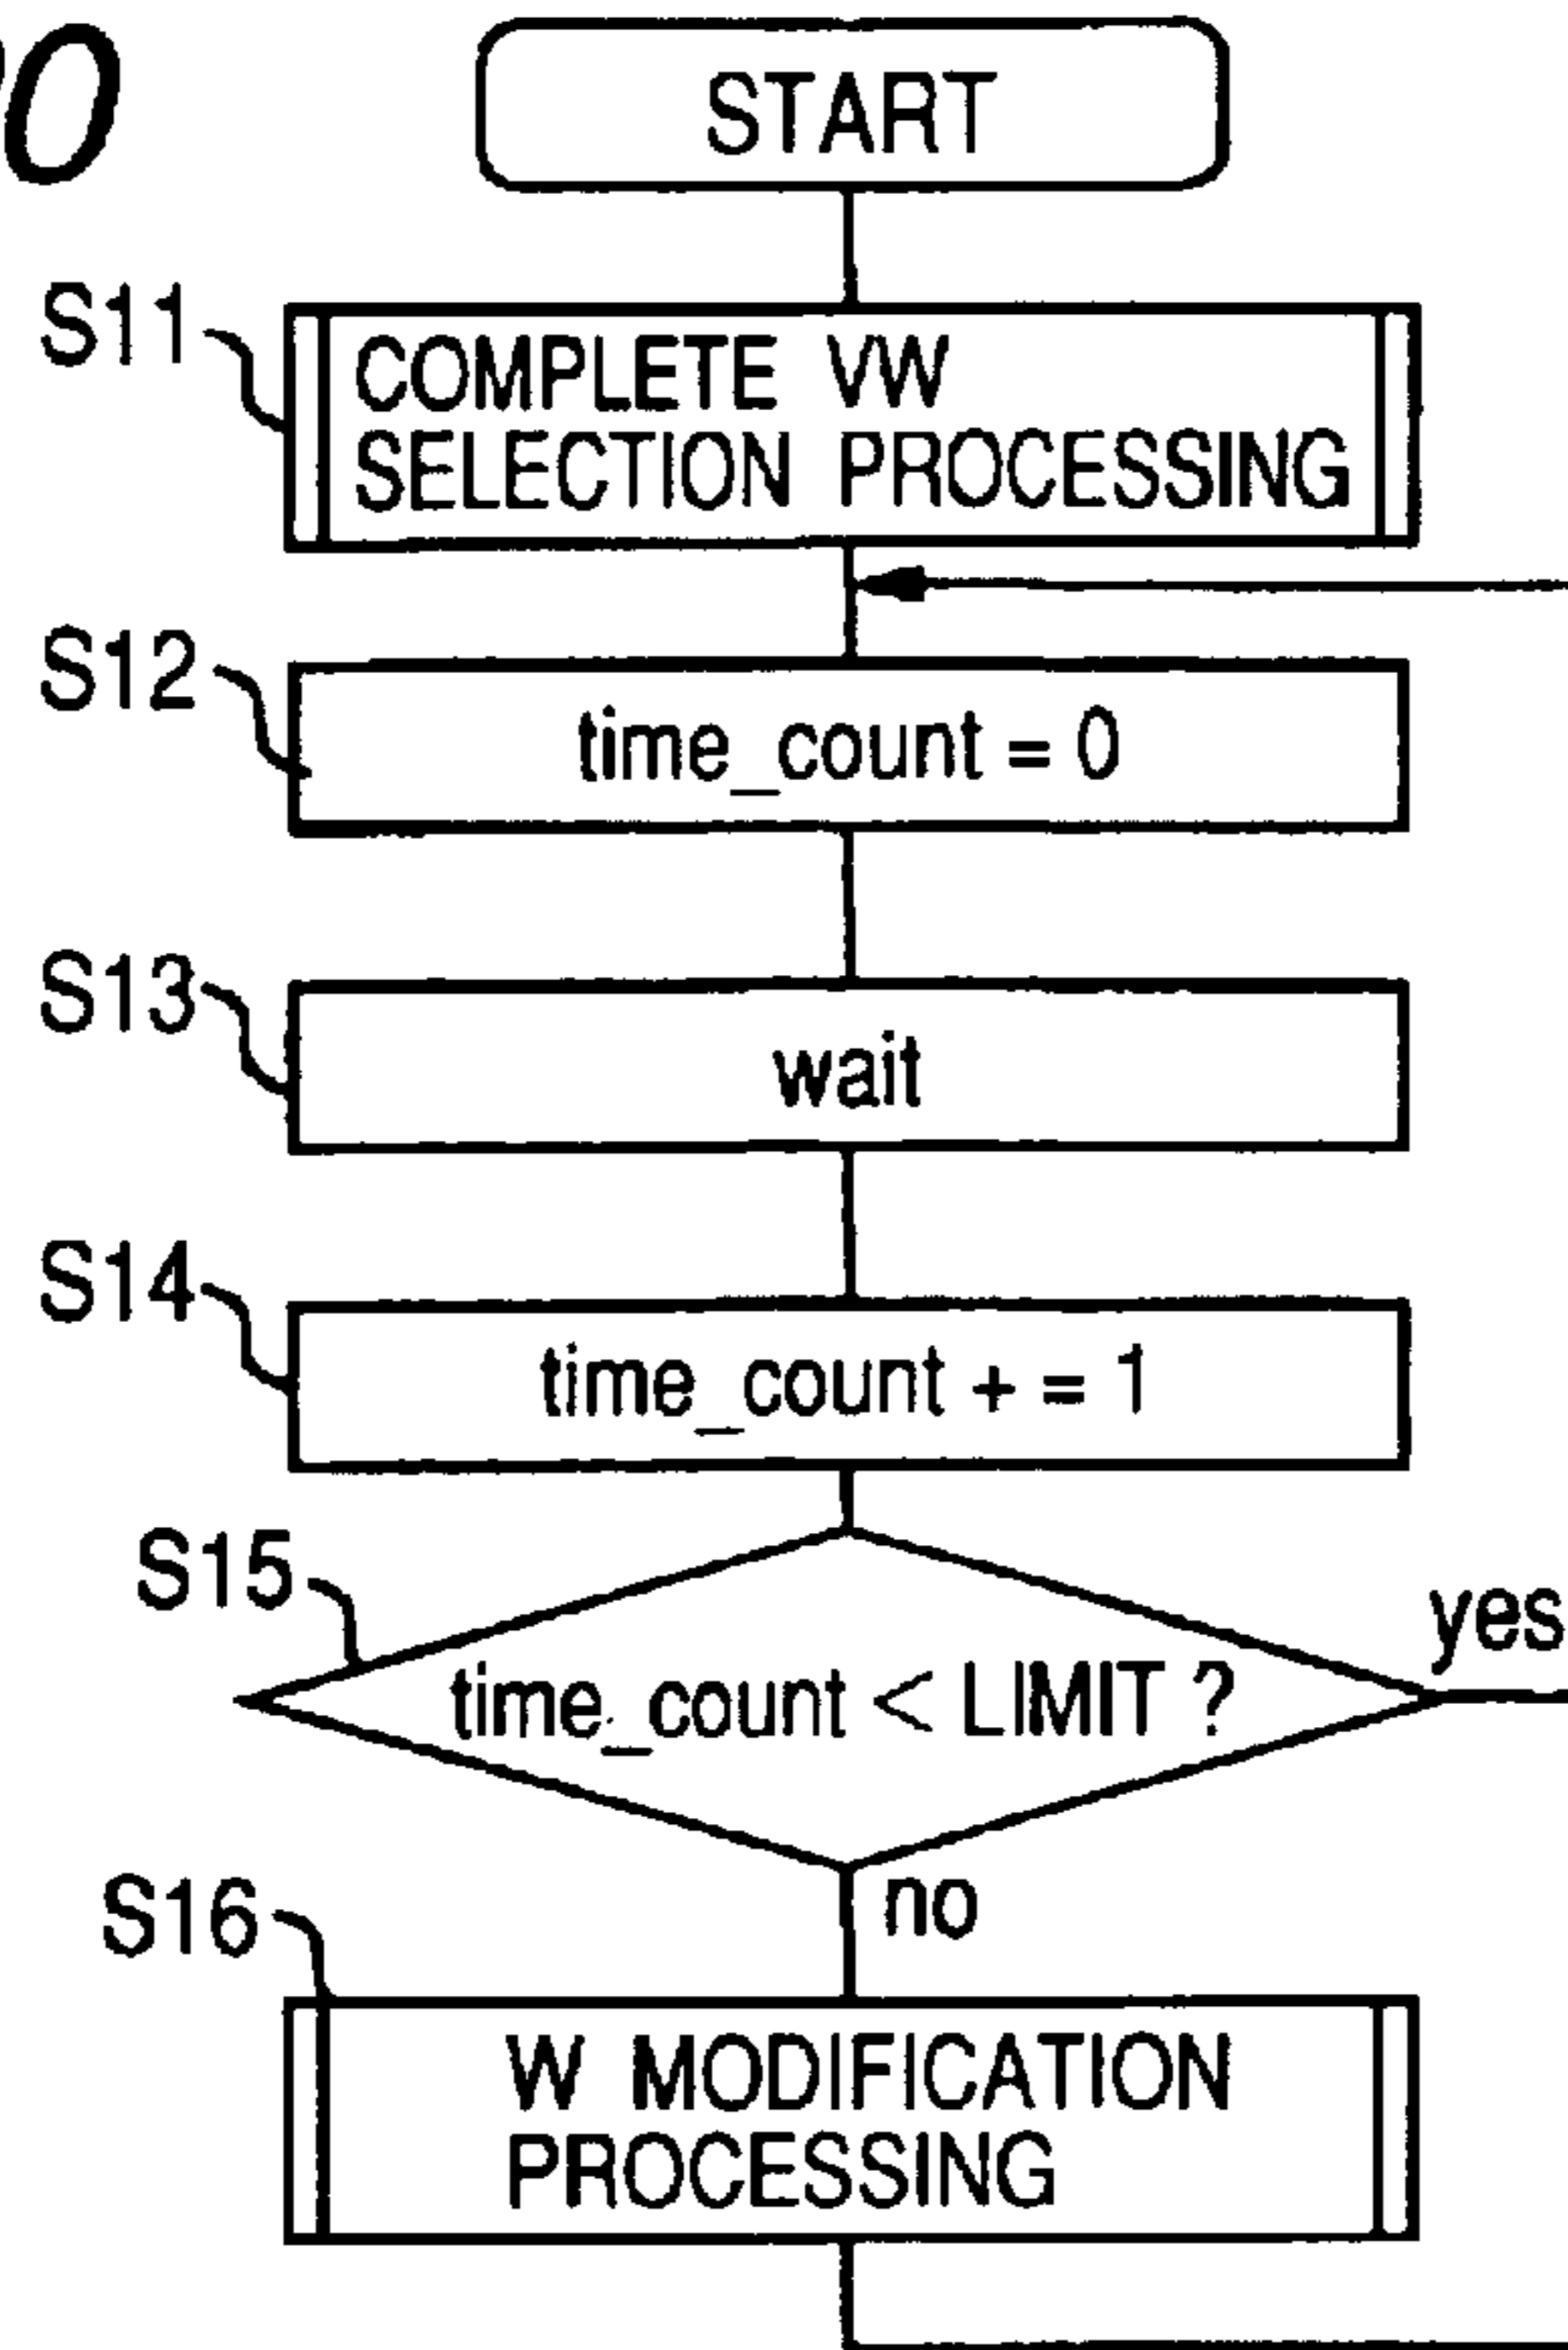 START
S11
COMPLETE VW
SELECTION PROCESSING
S12
time_count = 0
S13
wait
S14
time_count + = 1
S15
yes
time_count < LIMIT ?
no
S16
W MODIFICATION
PROCESSING